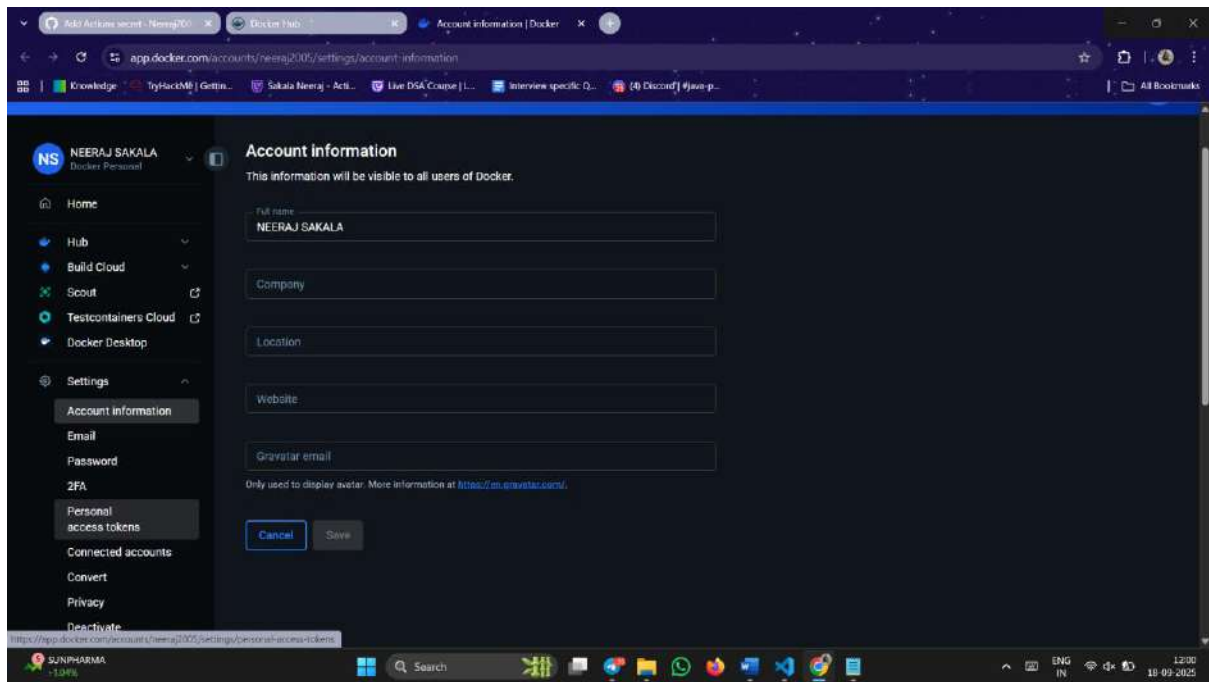 Add Actions secret · Neeraj200
Docker Hub
Account information | Docker
app.docker.com/accounts/neeraj2005/settings/account-information
Knowledge
TryHackMe | Gettin...
Sakala Neeraj - Acti...
Live DSA Course | L...
Interview specific Q...
(4) Discord | #java-p...
All Bookmarks
NS
NEERAJ SAKALA
Docker Personal
Home
Hub
Build Cloud
Scout
Testcontainers Cloud
Docker Desktop
Settings
Account information
Email
Password
2FA
Personal
access tokens
Connected accounts
Convert
Privacy
Deactivate
Account information
This information will be visible to all users of Docker.
Full name
NEERAJ SAKALA
Company
Location
Website
Gravatar email
Only used to display avatar. More information at https://en.gravatar.com/.
Cancel
Save
https://app.docker.com/accounts/neeraj2005/settings/personal-access-tokens
5
SUNPHARMA
-1.04%
Search
ENG
IN
12:00
18-09-2025